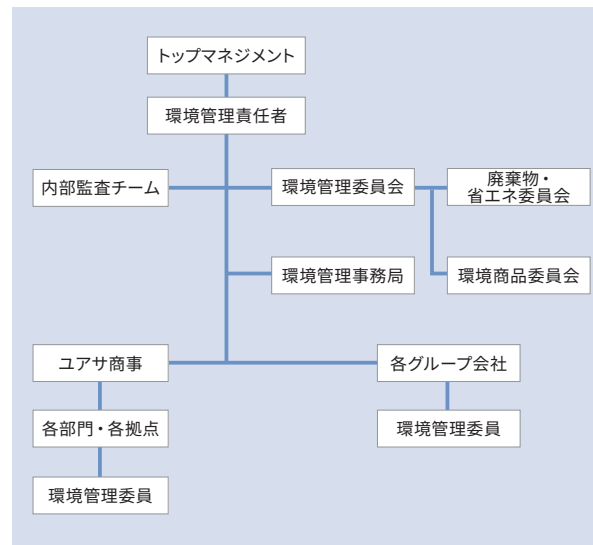 トップマネジメント
環境管理責任者
内部監査チーム
環境管理委員会
廃棄物・
省エネ委員会
環境管理事務局
環境商品委員会
ユアサ商事
各グループ会社
各部門・各拠点
環境管理委員
環境管理委員